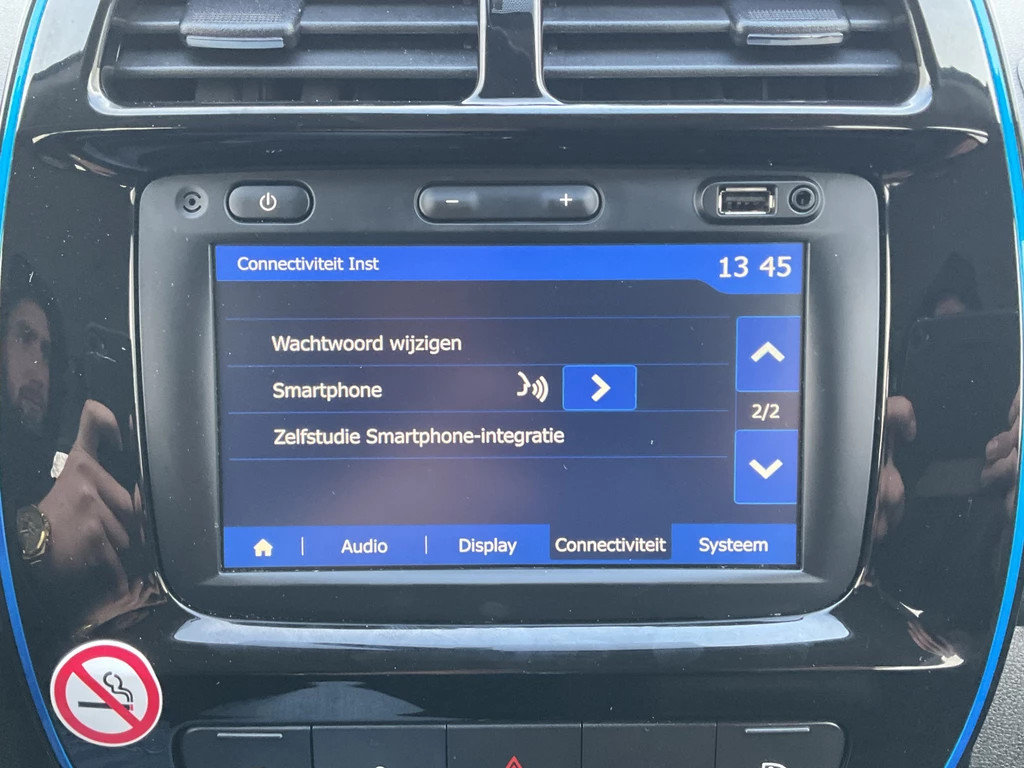 Connectiviteit Inst
13 45
Wachtwoord wijzigen
Smartphone
2/2
Zelfstudie Smartphone-integratie
Audio
Display
Connectiviteit
Systeem